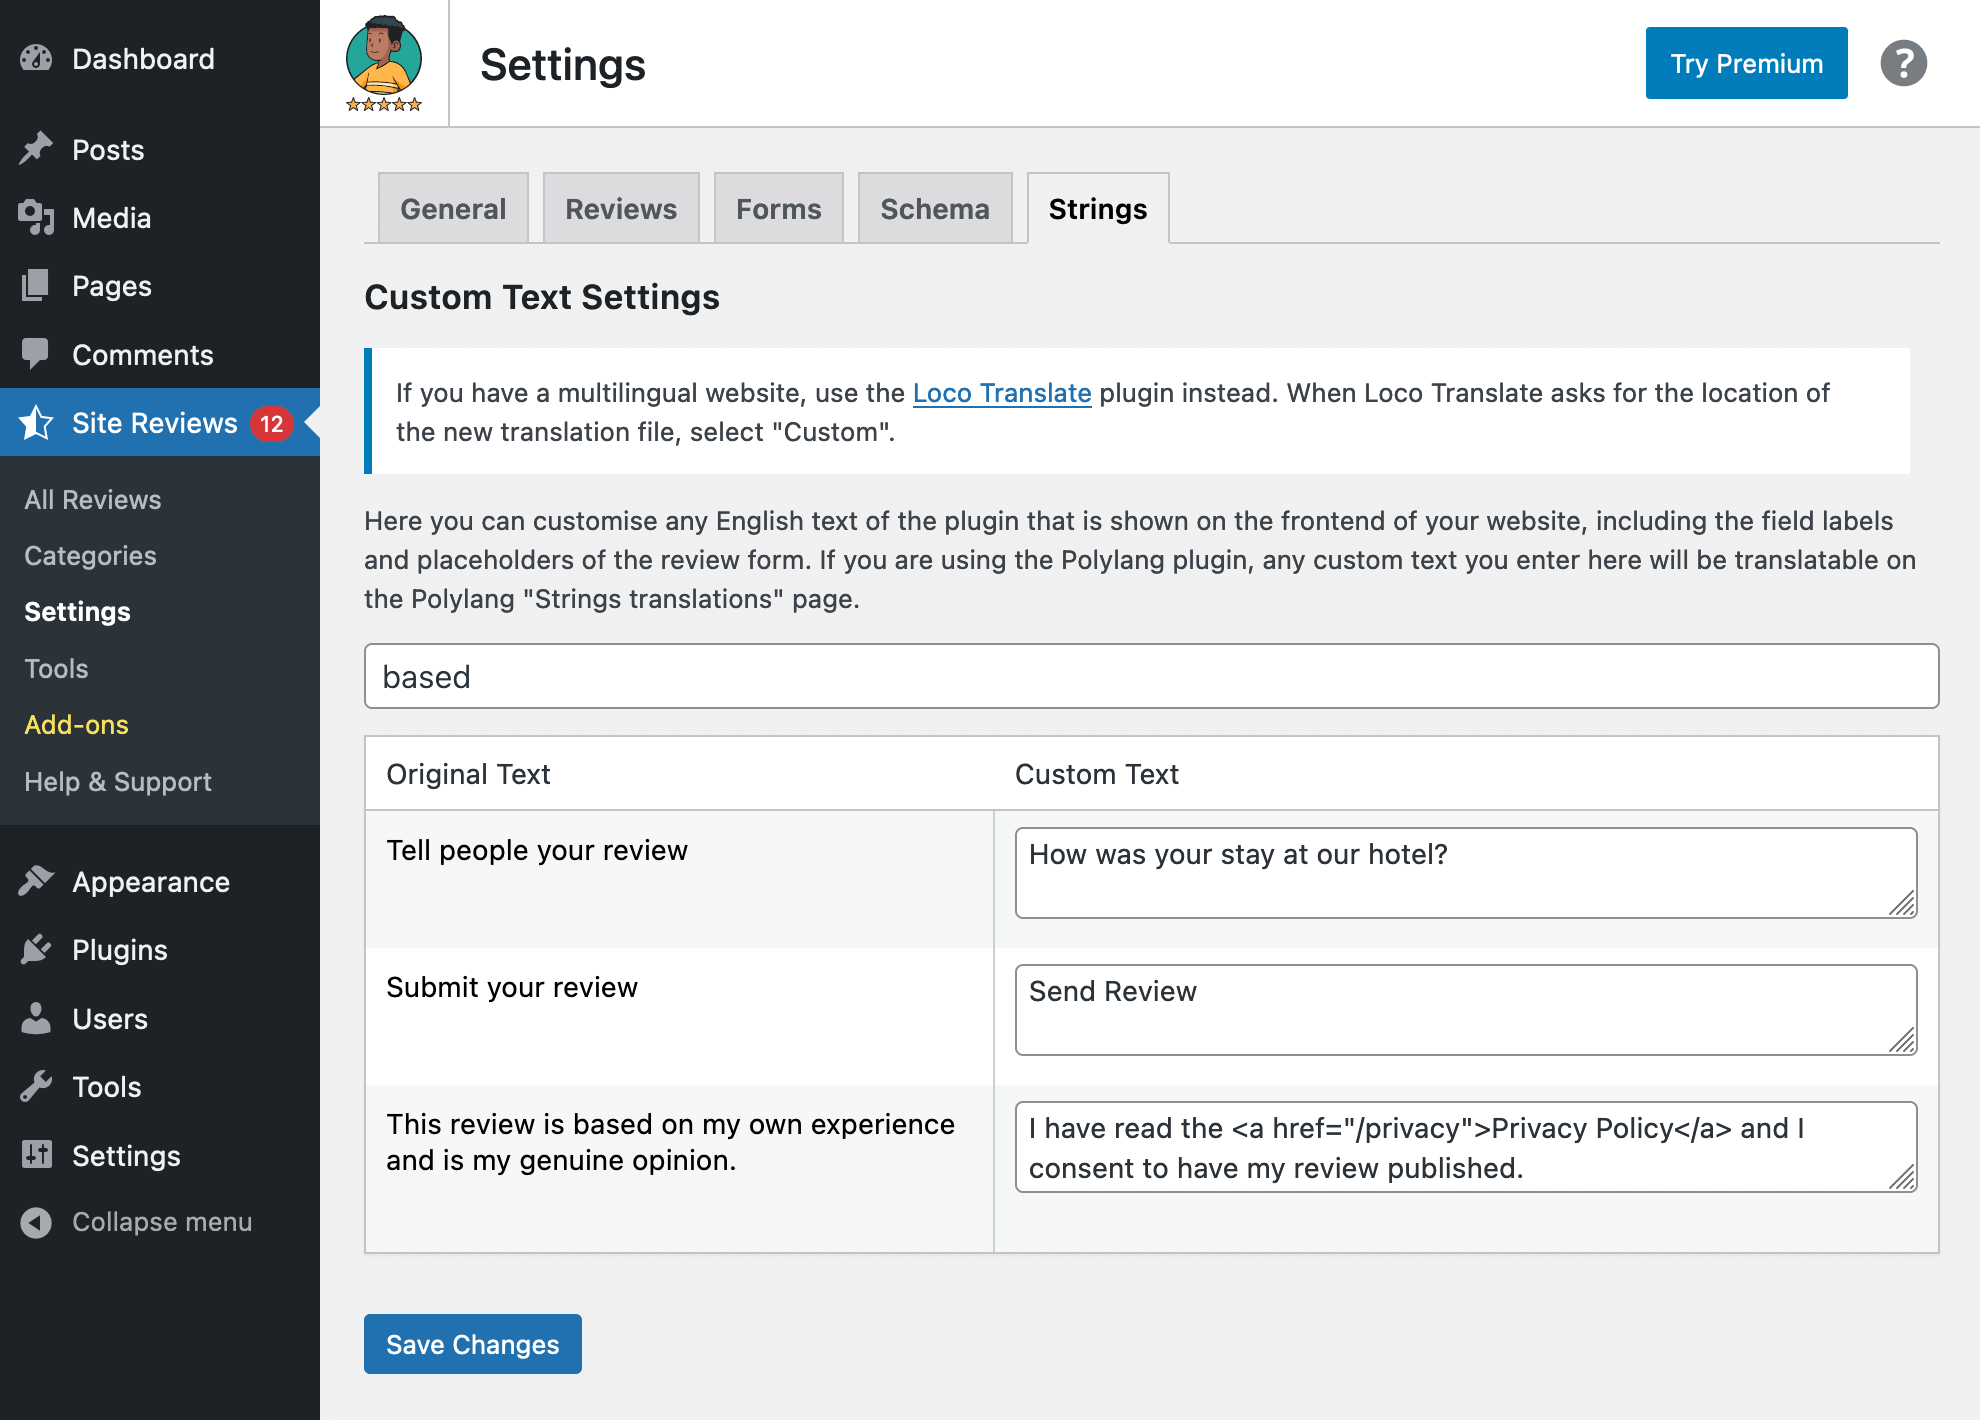 Dashboard
Posts
Media
Pages
Comments
Site Reviews 12
All Reviews
Categories
Settings
Tools
Add-ons
Help & Support
Appearance
Plugins
Users
Tools
Settings
Collapse menu
Settings
Try Premium
?
General
Reviews
Forms
Schema
Strings
Custom Text Settings
If you have a multilingual website, use the Loco Translate plugin instead. When Loco Translate asks for the location of
the new translation file, select "Custom".
Here you can customise any English text of the plugin that is shown on the frontend of your website, including the field labels
and placeholders of the review form. If you are using the Polylang plugin, any custom text you enter here will be translatable on
the Polylang "Strings translations" page.
based
Original Text
Custom Text
Tell people your review
How was your stay at our hotel?
Submit your review
Send Review
This review is based on my own experience
and is my genuine opinion.
I have read the <a href="/privacy">Privacy Policy</a> and I
consent to have my review published.
Save Changes